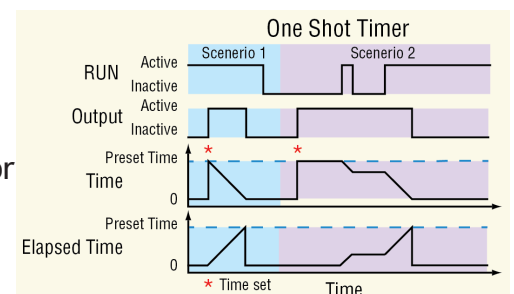 One Shot Timer
Scenerio 1
Scenerio 2
RUN
Active
Inactive
Output
Active
Inactive
*
*
or
Time
Preset Time
0
Elapsed Time
Preset Time
0
* Time set
Time